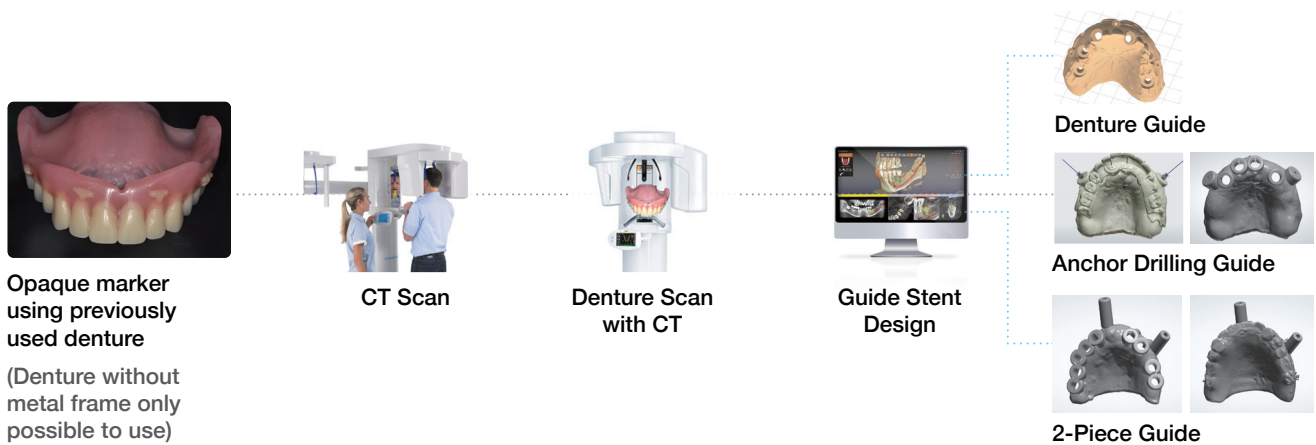 Opaque marker
using previously
used denture
(Denture without
metal frame only
possible to use)
CT Scan
Denture Scan
with CT
Guide Stent
Design
Denture Guide
Anchor Drilling Guide
2-Piece Guide